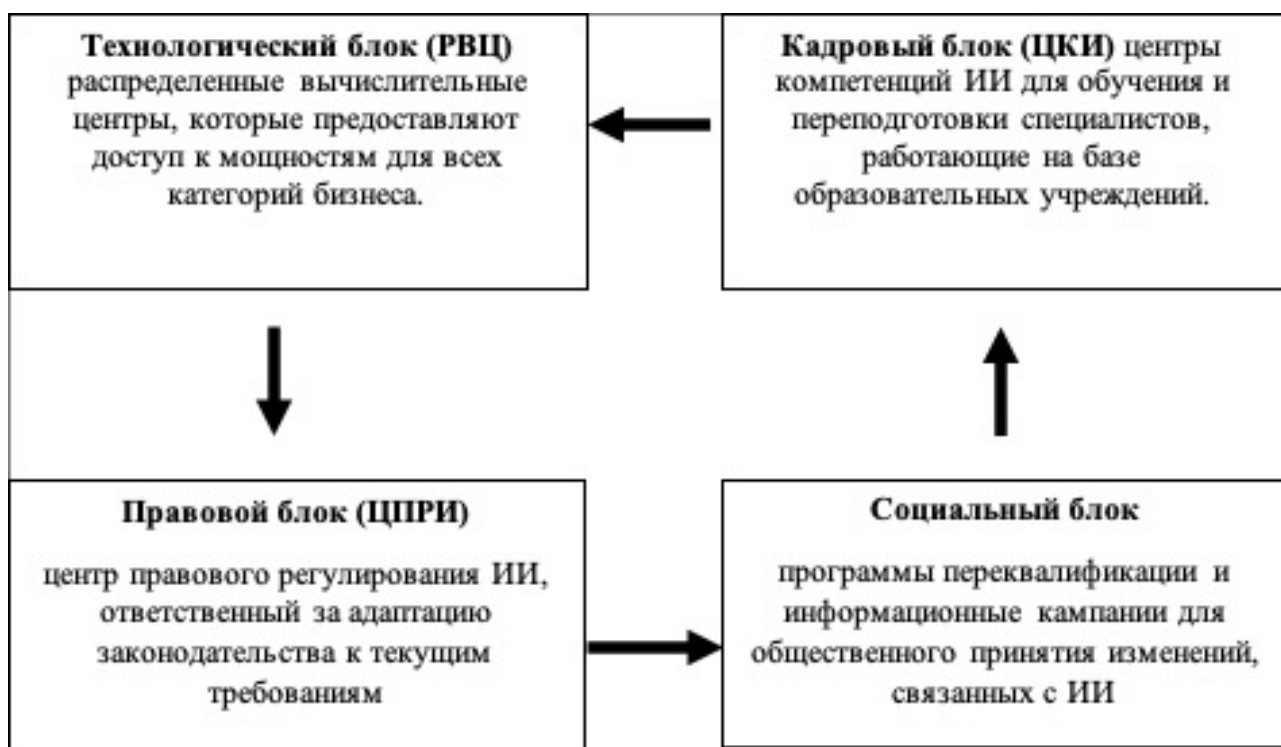 Технологический блок (РВЦ)
распределенные вычислительные
центры, которые предоставляют
доступ к мощностям для всех
категорий бизнеса.
Кадровый блок (ЦКИ) центры
компетенций ИИ для обучения и
переподготовки специалистов,
работающие на базе
образовательных учреждений.
Правовой блок (ЦПРИ)
центр правового регулирования ИИ,
ответственный за адаптацию
законодательства к текущим
требованиям
Социальный блок
программы переквалификации и
информационные кампании для
общественного принятия изменений,
связанных с ИИ